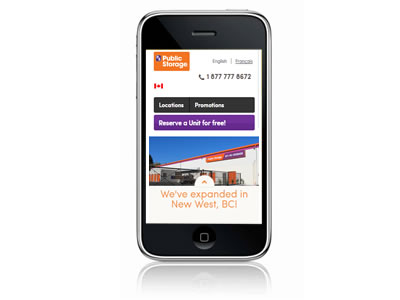 Public
Storage
English | Français
1 877 777 8672
Locations Promotions
Reserve a Unit for free!
We've expanded in
New West, BC!